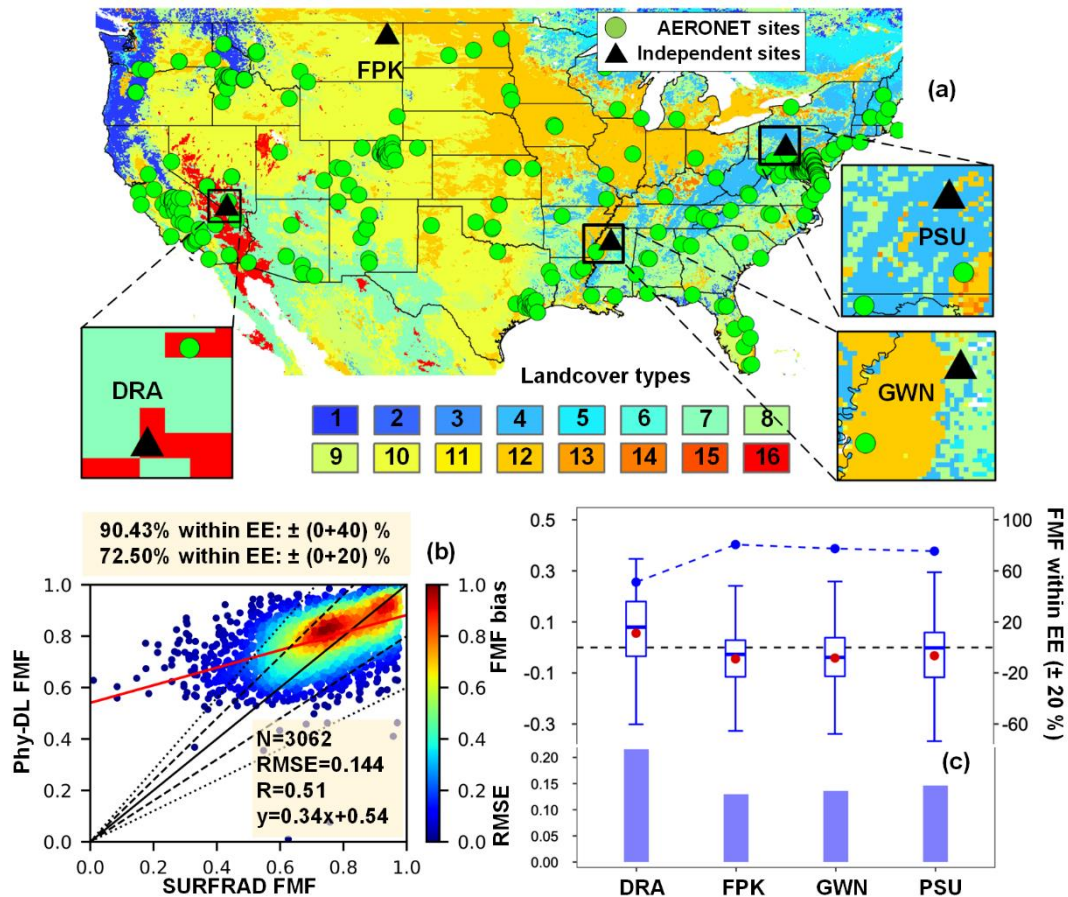 AERONET sites
Independent sites
FPK
(a)
PSU
DRA
GWN
Landcover types
1 2 3 4 5 6 7 8
9 10 11 12 13 14 15 16
90.43% within EE: ± (0+40) %
72.50% within EE: ± (0+20) %
(b)
1.0
0.8
0.6
0.4
0.2
0.0
Phy-DL FMF
N=3062
RMSE=0.144
R=0.51
y=0.34x+0.54
0.0 0.2 0.4 0.6 0.8 1.0
SURFRAD FMF
1.0
0.8
0.6
0.4
0.2
0.0
FMF bias
0.5
0.3
0.1
-0.1
-0.3
100
60
20
-20
-60
FMF within EE (± 20 %)
(c)
RMSE
0.20
0.15
0.10
0.05
0.00
DRA FPK GWN PSU